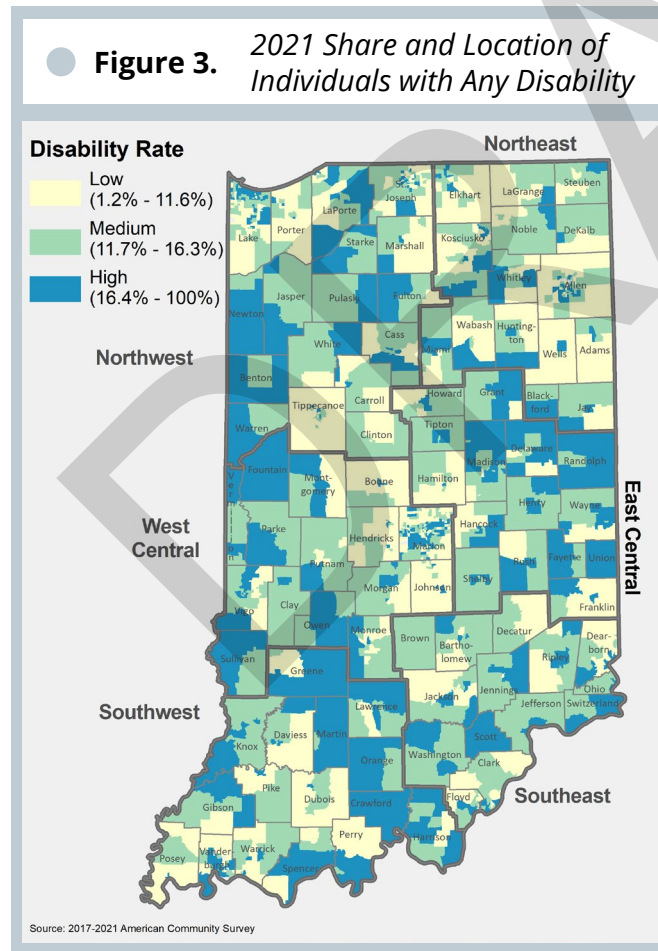 Figure 3.
2021 Share and Location of
Individuals with Any Disability
Disability Rate
Low
(1.2% - 11.6%)
Medium
(11.7% - 16.3%)
High
(16.4% - 100%)
Northeast
Northwest
West
Central
East Central
Southwest
Southeast
Lake
Porter
LaPorte
St.
Joseph
Elkhart
LaGrange
Steuben
Starke
Marshall
Kosciusko
Noble
DeKalb
Newton
Jasper
Pulaski
Fulton
Whitley
Allen
White
Cass
Miami
Wabash
Hunting-
ton
Wells
Adams
Benton
Tippecanoe
Carroll
Howard
Grant
Black-
ford
Jay
Warren
Clinton
Tipton
Madison
Delaware
Randolph
Fountain
Mont-
gomery
Boone
Hamilton
Vermillion
Parke
Putnam
Hendricks
Marion
Hancock
Henry
Wayne
Vigo
Clay
Owen
Morgan
Johnson
Shelby
Rush
Fayette
Union
Franklin
Sullivan
Greene
Monroe
Brown
Bartho-
lomew
Decatur
Ripley
Dear-
born
Ohio
Switzerland
Jackson
Jennings
Jefferson
Knox
Daviess
Martin
Lawrence
Orange
Washington
Scott
Clark
Gibson
Pike
Dubois
Crawford
Floyd
Harrison
Posey
Vander-
burgh
Warrick
Spencer
Perry
Source: 2017-2021 American Community Survey